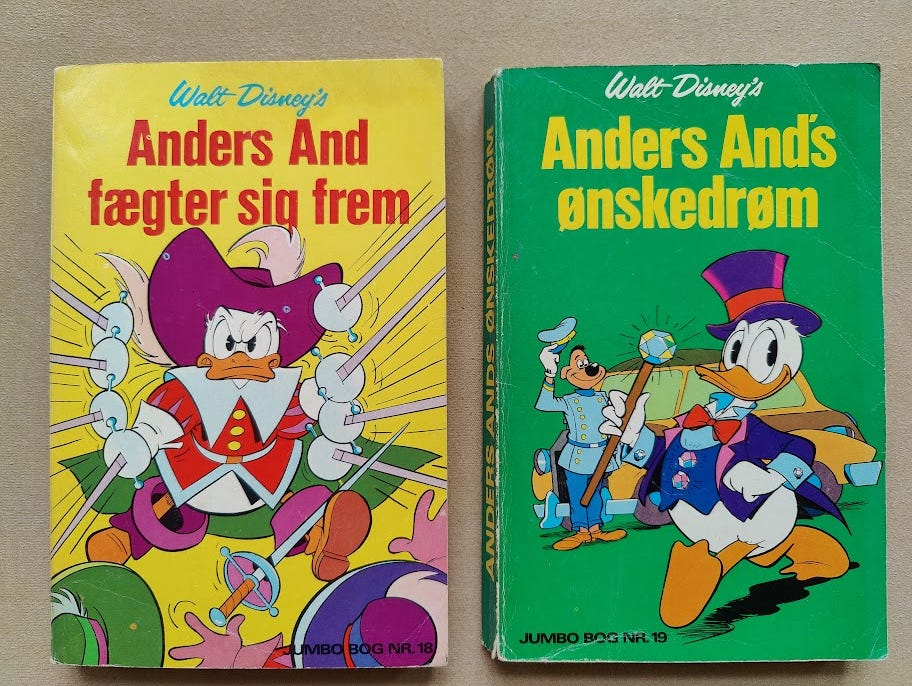 Walt Disney's
Anders And
fægter sig frem
JUMBO BOG NR. 18
ANDERS ANDS ØNSKEDRØM
Walt Disney's
Anders And's
ønskedrøm
JUMBO BOG NR. 19